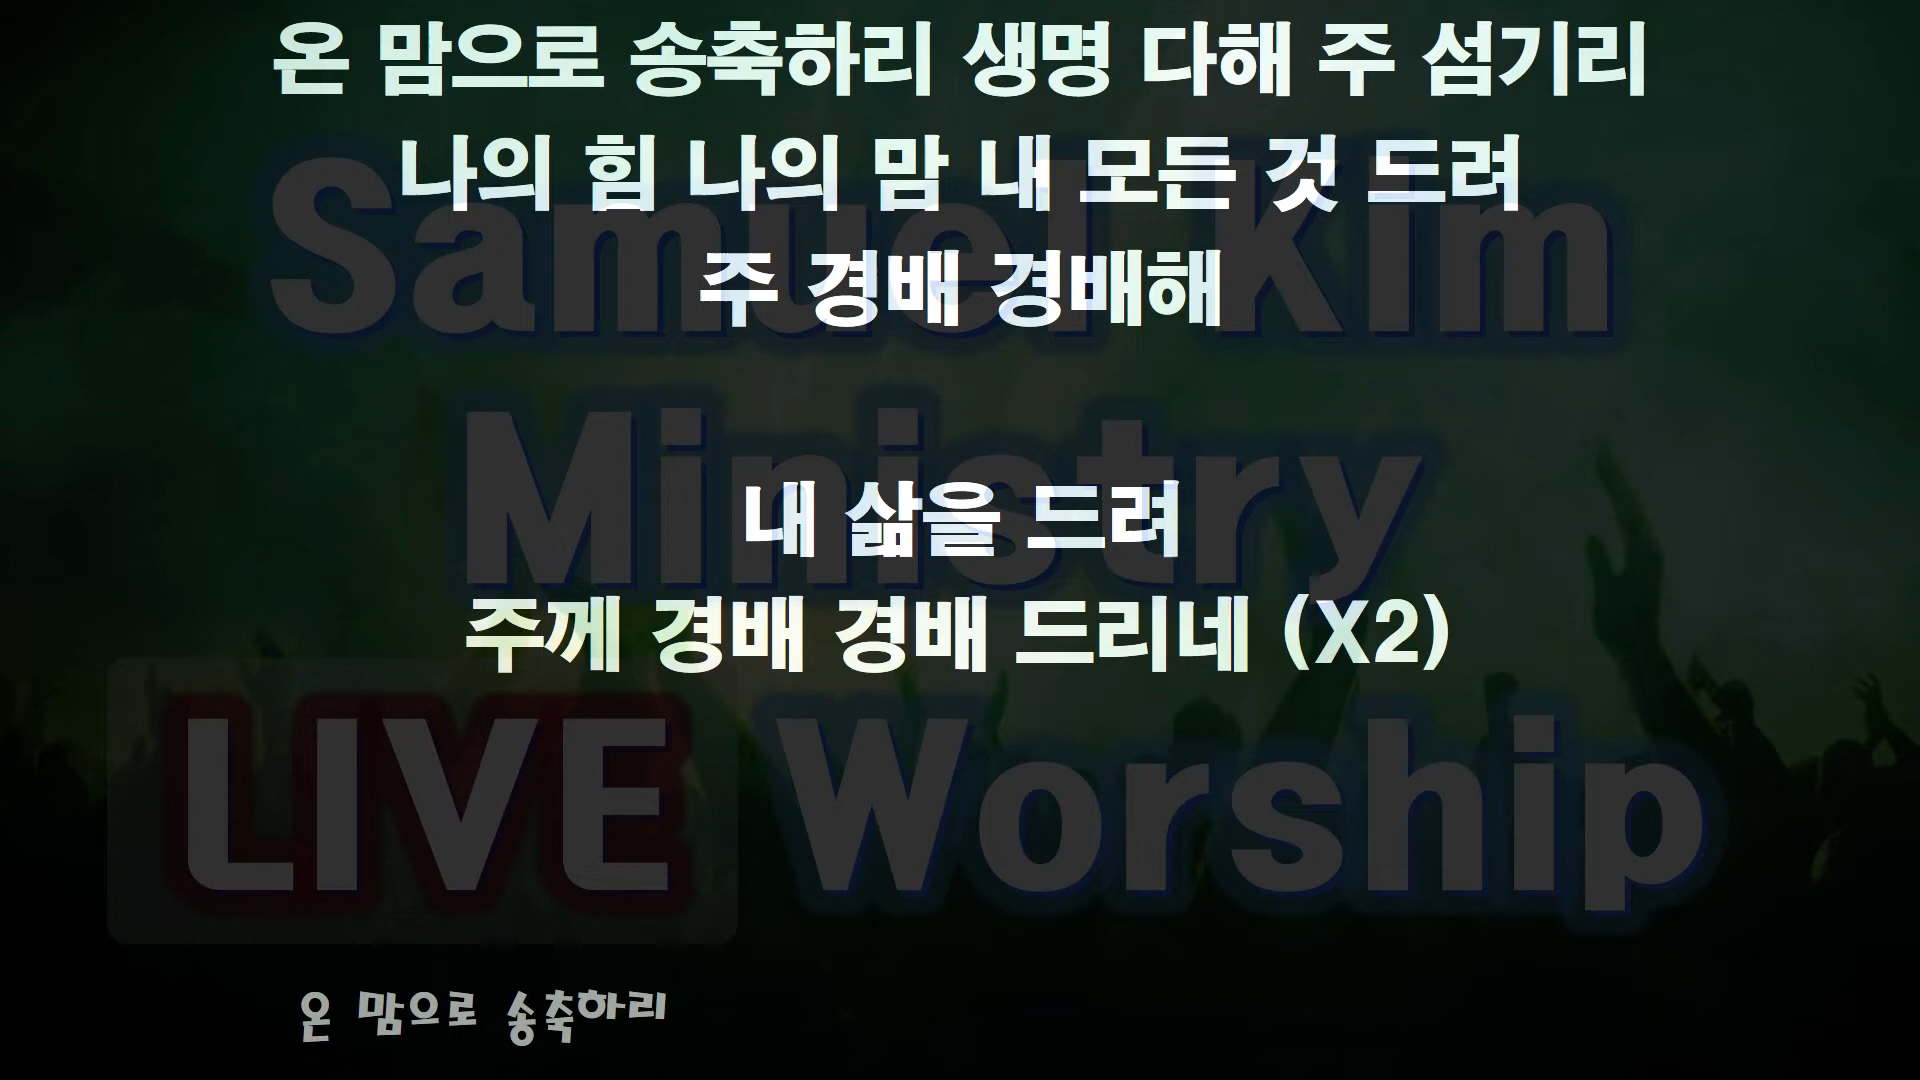 온 맘으로 송축하리 생명 다해 주 섬기리
나의 힘 나의 맘 내 모든 것 드려
주 경배 경배해
내 삶을 드려
주께 경배 경배 드리네 (X2)
Samuel Kim
Ministry
LIVE Worship
온 맘으로 송축하리